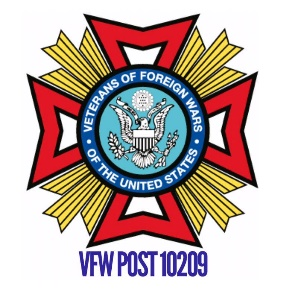 VETERANS OF FOREIGN WARS
OF THE UNITED STATES
VFW POST 10209